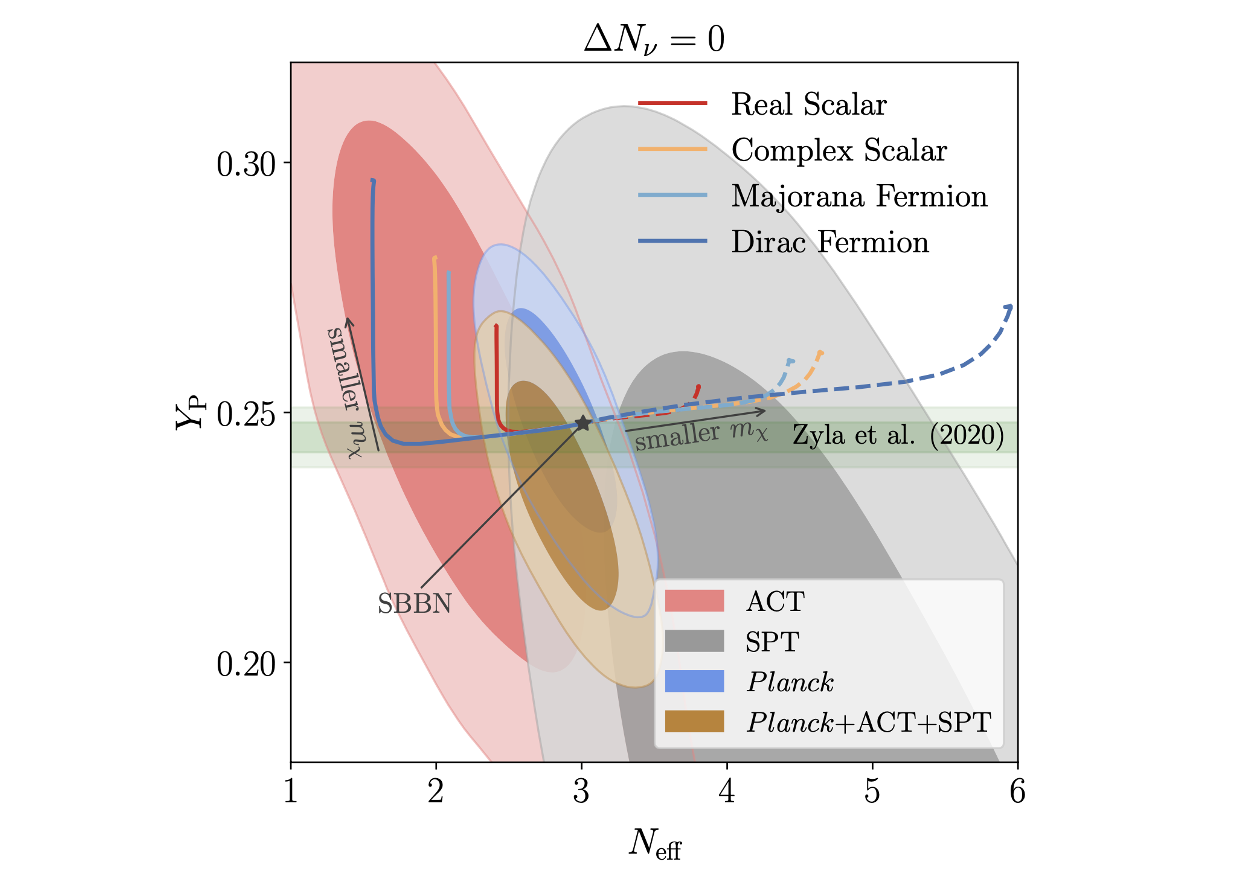 ΔN_ν = 0
Real Scalar
Complex Scalar
Majorana Fermion
Dirac Fermion
0.30
0.25
0.20
Y_P
smaller m_χ
smaller m_χ
Zyla et al. (2020)
SBBN
ACT
SPT
Planck
Planck+ACT+SPT
1 2 3 4 5 6
N_eff